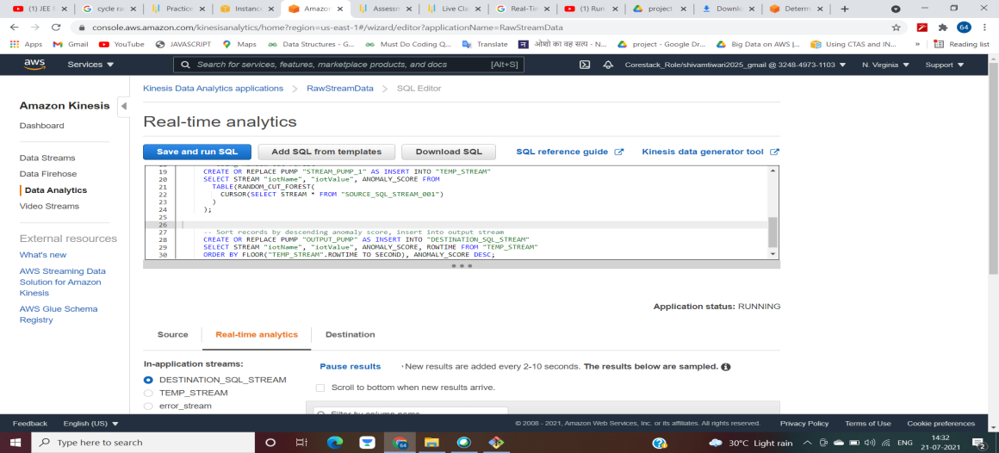 (1) JEE
cycle ra
Practice
Instance
Amazon
Assessm
Live Cla
Real-Tim
(1) Run
project
Downlo
Determ
console.aws.amazon.com/kinesisanalytics/home?region=us-east-1#/wizard/editor?applicationName=RawStreamData
64
Apps
Gmail
YouTube
JAVASCRIPT
Maps
Data Structures - G...
Must Do Coding Q...
Translate
ओशो का वह सत्य - N...
project - Google Dr...
Big Data on AWS |...
Using CTAS and IN...
»
Reading list
aws
Services
Search for services, features, marketplace products, and docs
[Alt+S]
Corestack_Role/shivamtiwari2025_gmail @ 3248-4973-1103
N. Virginia
Support
Kinesis Data Analytics applications > RawStreamData > SQL Editor
Amazon Kinesis
Dashboard
Data Streams
Data Firehose
Data Analytics
Video Streams
External resources
What's new
AWS Streaming Data
Solution for Amazon
Kinesis
AWS Glue Schema
Registry
Real-time analytics
Save and run SQL
Add SQL from templates
Download SQL
SQL reference guide
Kinesis data generator tool
19 CREATE OR REPLACE PUMP "STREAM_PUMP_1" AS INSERT INTO "TEMP_STREAM"
20 SELECT STREAM "iotName", "iotValue", ANOMALY_SCORE FROM
21 TABLE(RANDOM_CUT_FOREST(
22 CURSOR(SELECT STREAM * FROM "SOURCE_SQL_STREAM_001")
23 )
24 );
25
26
27 -- Sort records by descending anomaly score, insert into output stream
28 CREATE OR REPLACE PUMP "OUTPUT_PUMP" AS INSERT INTO "DESTINATION_SQL_STREAM"
29 SELECT STREAM "iotName", "iotValue", ANOMALY_SCORE, ROWTIME FROM "TEMP_STREAM"
30 ORDER BY FLOOR("TEMP_STREAM".ROWTIME TO SECOND), ANOMALY_SCORE DESC;
Application status: RUNNING
Source
Real-time analytics
Destination
In-application streams:
DESTINATION_SQL_STREAM
TEMP_STREAM
error_stream
Pause results
New results are added every 2-10 seconds. The results below are sampled.
Scroll to bottom when new results arrive.
Filter by column name
Feedback
English (US)
© 2008 - 2021, Amazon Web Services, Inc. or its affiliates. All rights reserved.
Privacy Policy
Terms of Use
Cookie preferences
Type here to search
30°C Light rain
ENG
14:32
21-07-2021
2